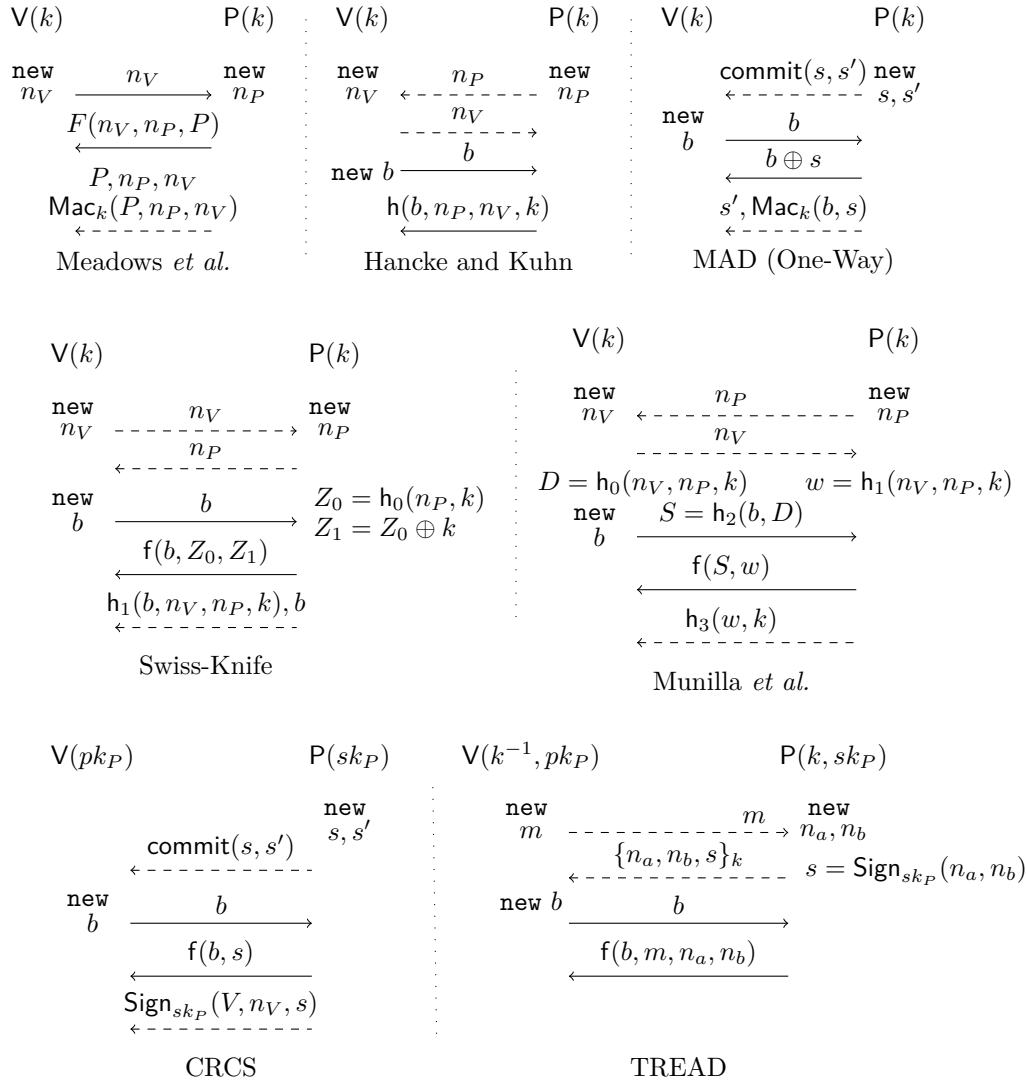 V(k) P(k)
new n_V n_V new n_P
F(n_V, n_P, P)
P, n_P, n_V
Mac_k(P, n_P, n_V)
Meadows et al.
V(k) P(k)
new n_V n_P new n_P
n_V
new b b
h(b, n_P, n_V, k)
Hancke and Kuhn
V(k) P(k)
commit(s, s′) new s, s′
new b b
b ⊕ s
s′, Mac_k(b, s)
MAD (One-Way)
V(k) P(k)
new n_V n_V new n_P
n_P
new b b Z_0 = h_0(n_P, k)
Z_1 = Z_0 ⊕ k
f(b, Z_0, Z_1)
h_1(b, n_V, n_P, k), b
Swiss-Knife
V(k) P(k)
new n_V n_P new n_P
n_V
D = h_0(n_V, n_P, k) w = h_1(n_V, n_P, k)
new b S = h_2(b, D)
f(S, w)
h_3(w, k)
Munilla et al.
V(pk_P) P(sk_P)
new s, s′
commit(s, s′)
new b b
f(b, s)
Sign_{sk_P}(V, n_V, s)
CRCS
V(k^{-1}, pk_P) P(k, sk_P)
new m m new n_a, n_b
{n_a, n_b, s}_k s = Sign_{sk_P}(n_a, n_b)
new b b
f(b, m, n_a, n_b)
TREAD